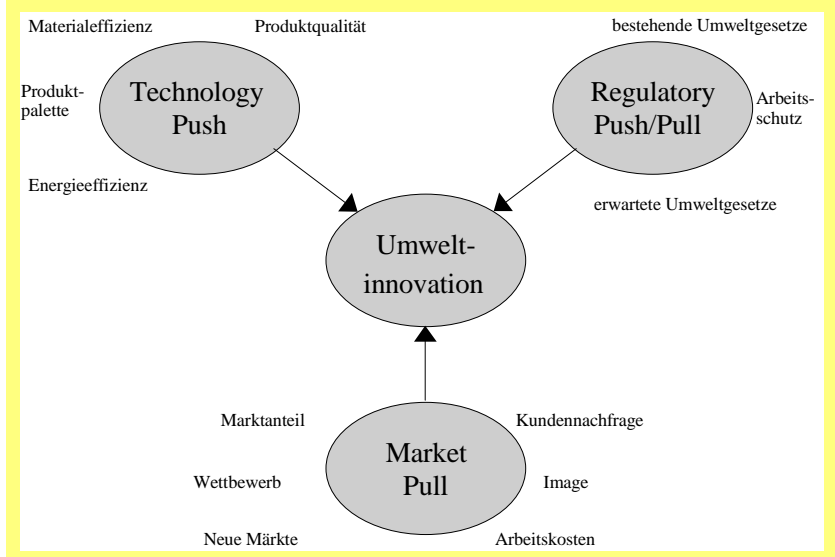 Materialeffizienz
Produktqualität
Produkt-
palette
Technology
Push
Energieeffizienz
bestehende Umweltgesetze
Regulatory
Push/Pull
Arbeits-
schutz
erwartete Umweltgesetze
Umwelt-
innovation
Marktanteil
Kundennachfrage
Market
Pull
Wettbewerb
Image
Neue Märkte
Arbeitskosten